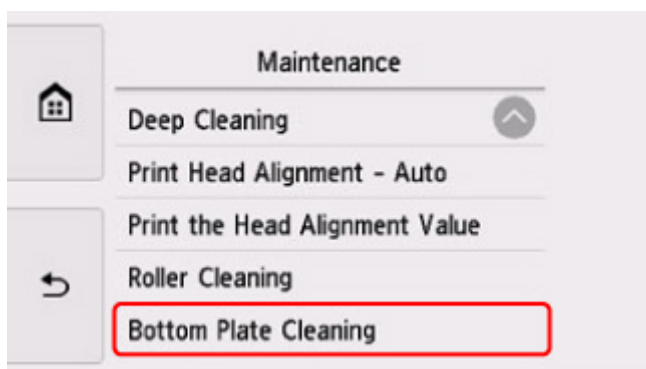 Maintenance
Deep Cleaning
Print Head Alignment - Auto
Print the Head Alignment Value
Roller Cleaning
Bottom Plate Cleaning